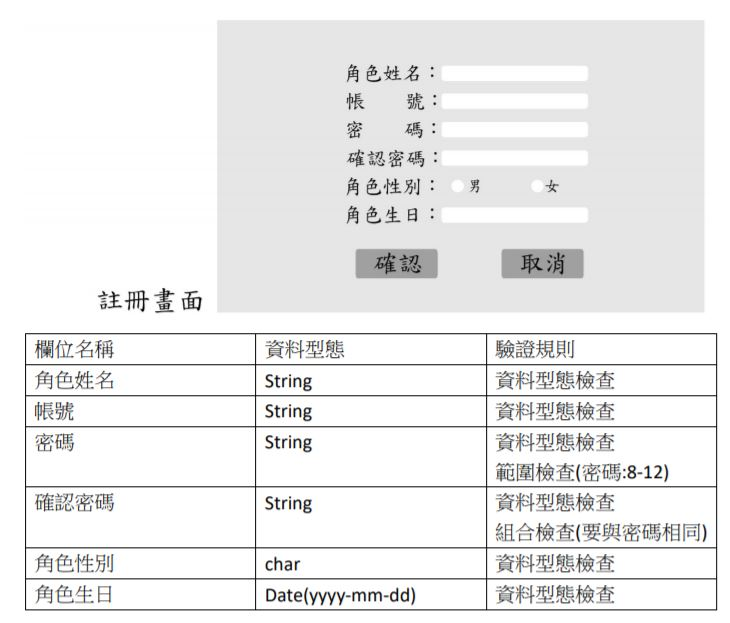 角色姓名：
帳　　號：
密　　碼：
確認密碼：
角色性別： 男 女
角色生日：
確認 取消
註冊畫面
欄位名稱 資料型態 驗證規則
角色姓名 String 資料型態檢查
帳號 String 資料型態檢查
密碼 String 資料型態檢查
範圍檢查(密碼:8-12)
確認密碼 String 資料型態檢查
組合檢查(要與密碼相同)
角色性別 char 資料型態檢查
角色生日 Date(yyyy-mm-dd) 資料型態檢查